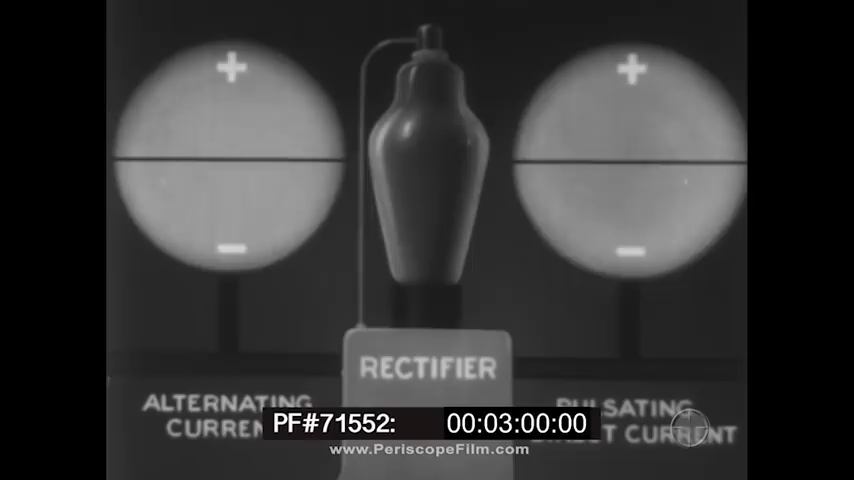 +
+
-
-
RECTIFIER
ALTERNATING
CURREN
PULSATING
CURRENT
PF#71552: 00:03:00:00
www.PeriscopeFilm.com